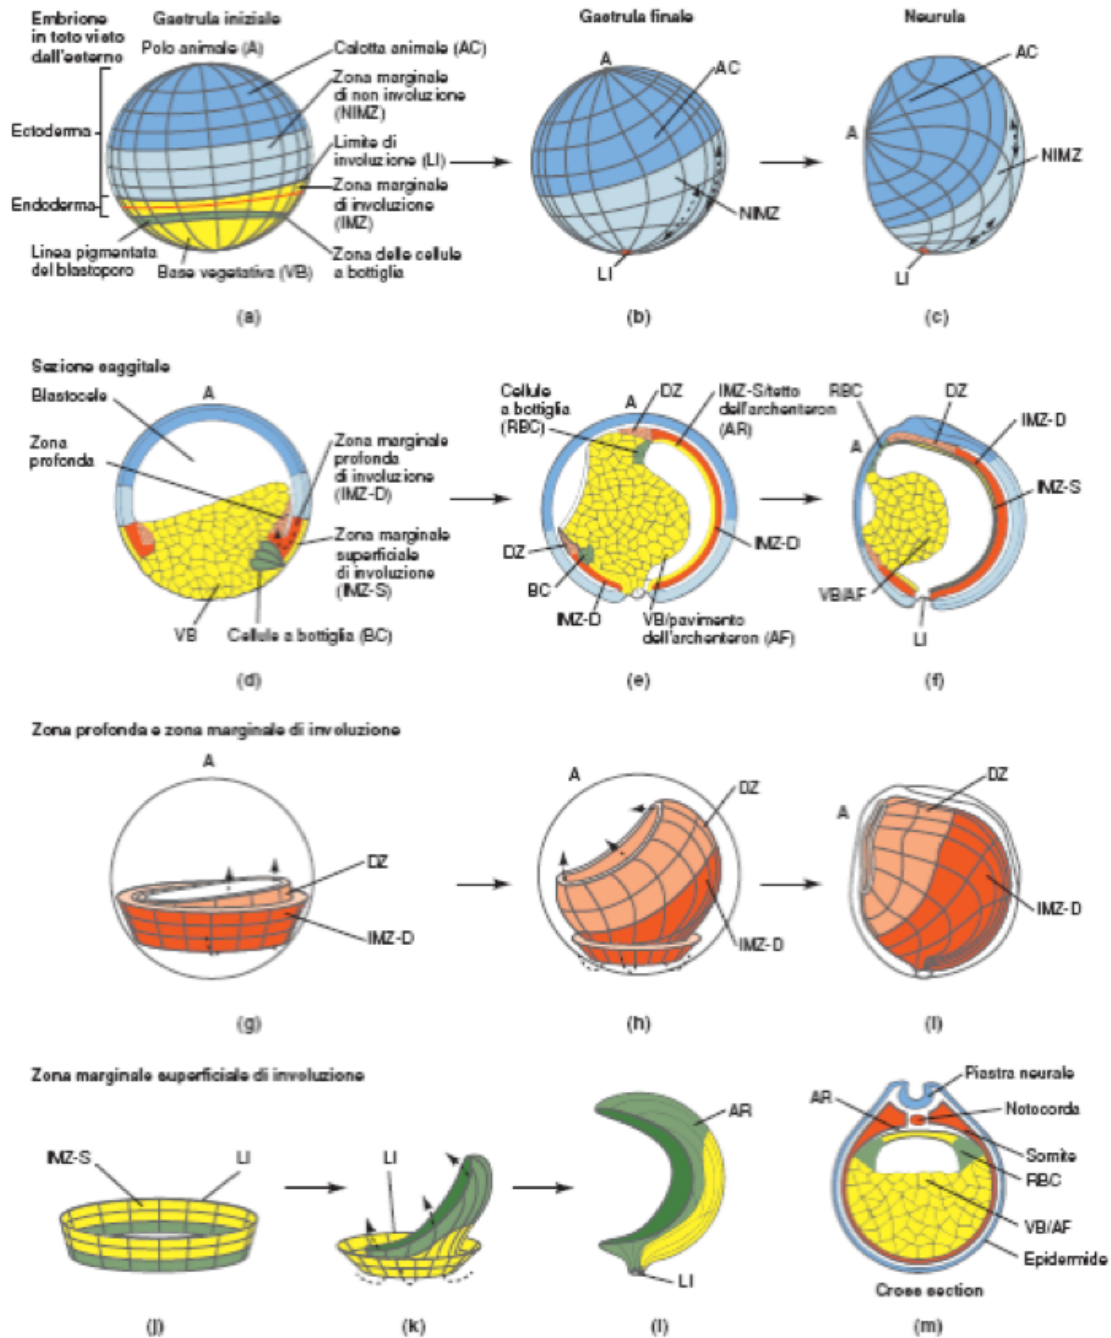 Embrione
in toto visto
dall'esterno
Gastrula iniziale
Gastrula finale
Neurula
Polo animale (A)
Calotta animale (AC)
Zona marginale
di non involuzione
(NIMZ)
Ectoderma
Limite di
involuzione (LI)
Endoderma
Zona marginale
di involuzione
(IMZ)
Linea pigmentata
del blastoporo
Base vegetativa (VB)
Zona delle cellule
a bottiglia
A
AC
NIMZ
LI
A
AC
NIMZ
LI
(a)
(b)
(c)
Sezione saggitale
Blastocele
A
Zona
profonda
Zona marginale
profonda
di involuzione
(IMZ-D)
Zona marginale
superficiale
di involuzione
(IMZ-S)
VB
Cellule a bottiglia (BC)
Cellule
a bottiglia
(RBC)
A
DZ
IMZ-S/tetto
dell'archenteron
(AR)
IMZ-D
DZ
BC
IMZ-D
VB/pavimento
dell'archenteron (AF)
RBC
DZ
IMZ-D
A
IMZ-S
VB/AF
LI
(d)
(e)
(f)
Zona profonda e zona marginale di involuzione
A
DZ
IMZ-D
A
DZ
IMZ-D
A
DZ
IMZ-D
(g)
(h)
(i)
Zona marginale superficiale di involuzione
IMZ-S
LI
LI
AR
LI
Piastra neurale
AR
Notocorda
Somite
RBC
VB/AF
Epidermide
Cross section
(j)
(k)
(l)
(m)